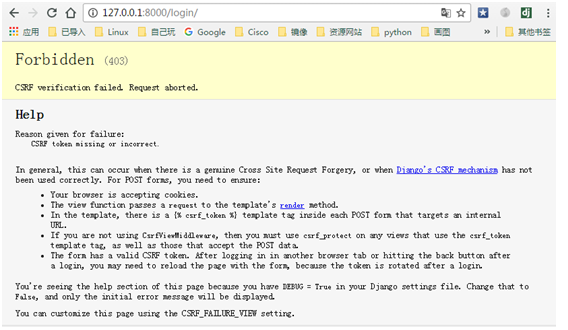 127.0.0.1:8000/login/
应用 已导入 Linux 自己玩 Google Cisco 镜像 资源网站 python 画图 » 其他书签
Forbidden (403)
CSRF verification failed. Request aborted.
Help
Reason given for failure:
CSRF token missing or incorrect.
In general, this can occur when there is a genuine Cross Site Request Forgery, or when Django's CSRF mechanism has not
been used correctly. For POST forms, you need to ensure:
• Your browser is accepting cookies.
• The view function passes a request to the template's render method.
• In the template, there is a {% csrf_token %} template tag inside each POST form that targets an internal
URL.
• If you are not using CsrfViewMiddleware, then you must use csrf_protect on any views that use the csrf_token
template tag, as well as those that accept the POST data.
• The form has a valid CSRF token. After logging in in another browser tab or hitting the back button after
a login, you may need to reload the page with the form, because the token is rotated after a login.
You're seeing the help section of this page because you have DEBUG = True in your Django settings file. Change that to
False, and only the initial error message will be displayed.
You can customize this page using the CSRF_FAILURE_VIEW setting.